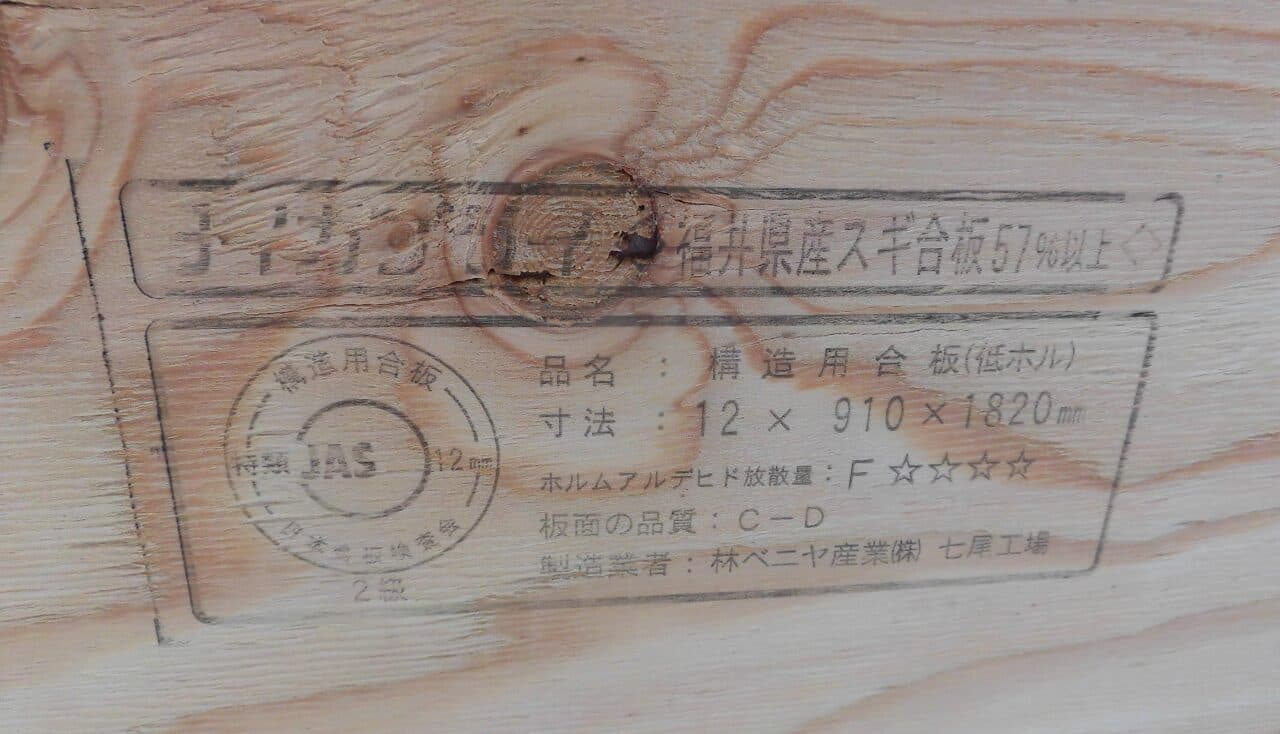 福井県産スギ合板57%以上◇
構造用合板
特類
JAS
2級
品名:構造用合板(低ホル)
寸法:12×910×1820mm
ホルムアルデヒド放散量:F☆☆☆☆
板面の品質:C-D
製造業者:林ベニヤ産業㈱ 七尾工場